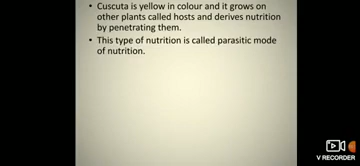 • Cuscuta is yellow in colour and it grows on
other plants called hosts and derives nutrition
by penetrating them.
• This type of nutrition is called parasitic mode
of nutrition.
V RECORDER